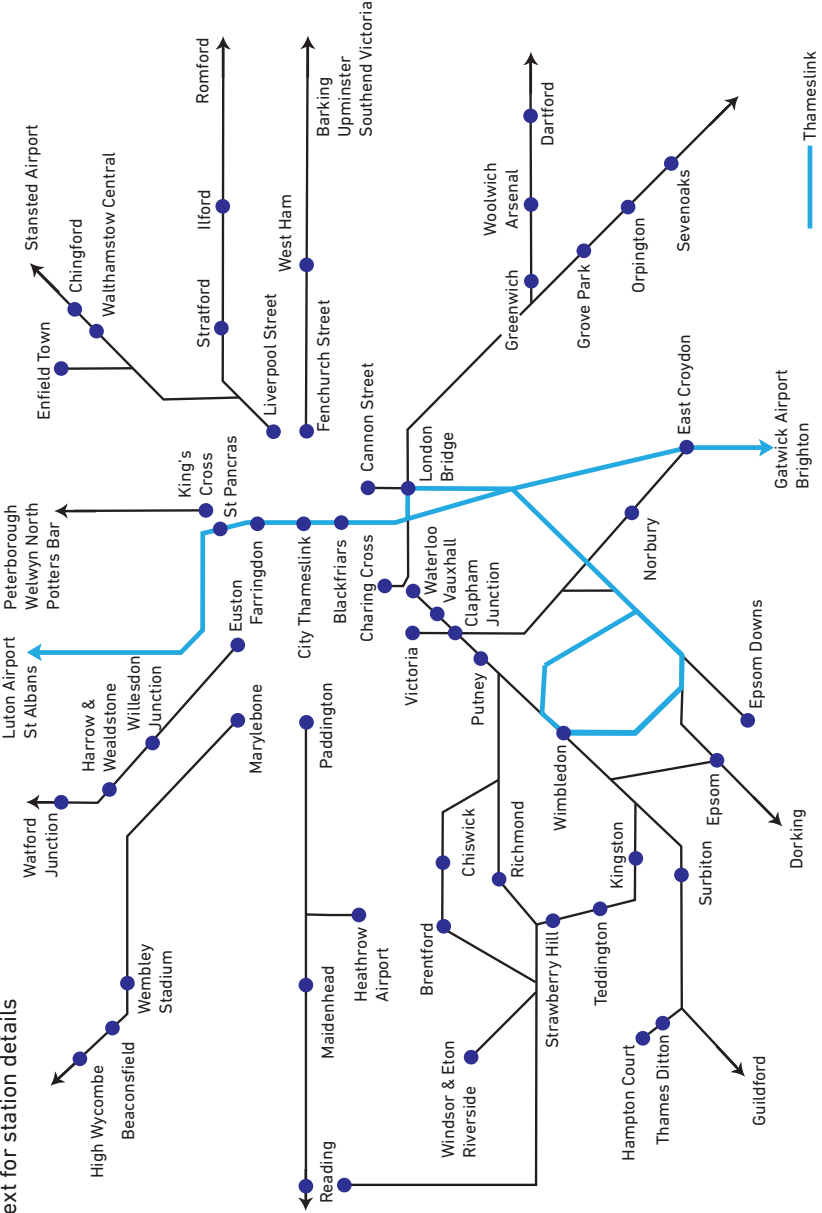 ext for station details
Luton Airport
St Albans
Peterborough
Welwyn North
Potters Bar
Stansted Airport
Enfield Town
Chingford
Walthamstow Central
Romford
Ilford
Stratford
Liverpool Street
Barking
Upminster
Southend Victoria
West Ham
Fenchurch Street
Watford
Junction
Harrow &
Wealdstone
Willesden
Junction
Euston
King's
Cross
St Pancras
Farringdon
City Thameslink
Blackfriars
Cannon Street
London
Bridge
Charing Cross
Waterloo
Vauxhall
Clapham
Junction
Victoria
Putney
High Wycombe
Beaconsfield
Wembley
Stadium
Marylebone
Reading
Maidenhead
Heathrow
Airport
Paddington
Windsor & Eton
Riverside
Brentford
Chiswick
Richmond
Strawberry Hill
Teddington
Kingston
Wimbledon
Hampton Court
Thames Ditton
Surbiton
Guildford
Epsom
Dorking
Epsom Downs
Norbury
East Croydon
Gatwick Airport
Brighton
Greenwich
Woolwich
Arsenal
Dartford
Grove Park
Orpington
Sevenoaks
Thameslink